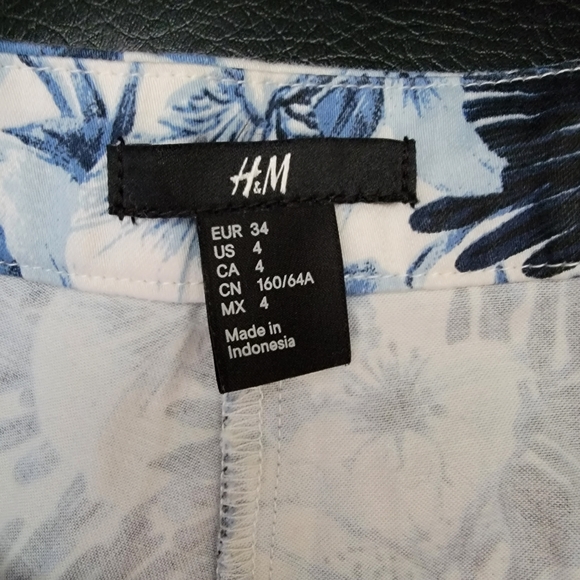 H&M
EUR 34
US 4
CA 4
CN 160/64A
MX 4
Made in
Indonesia